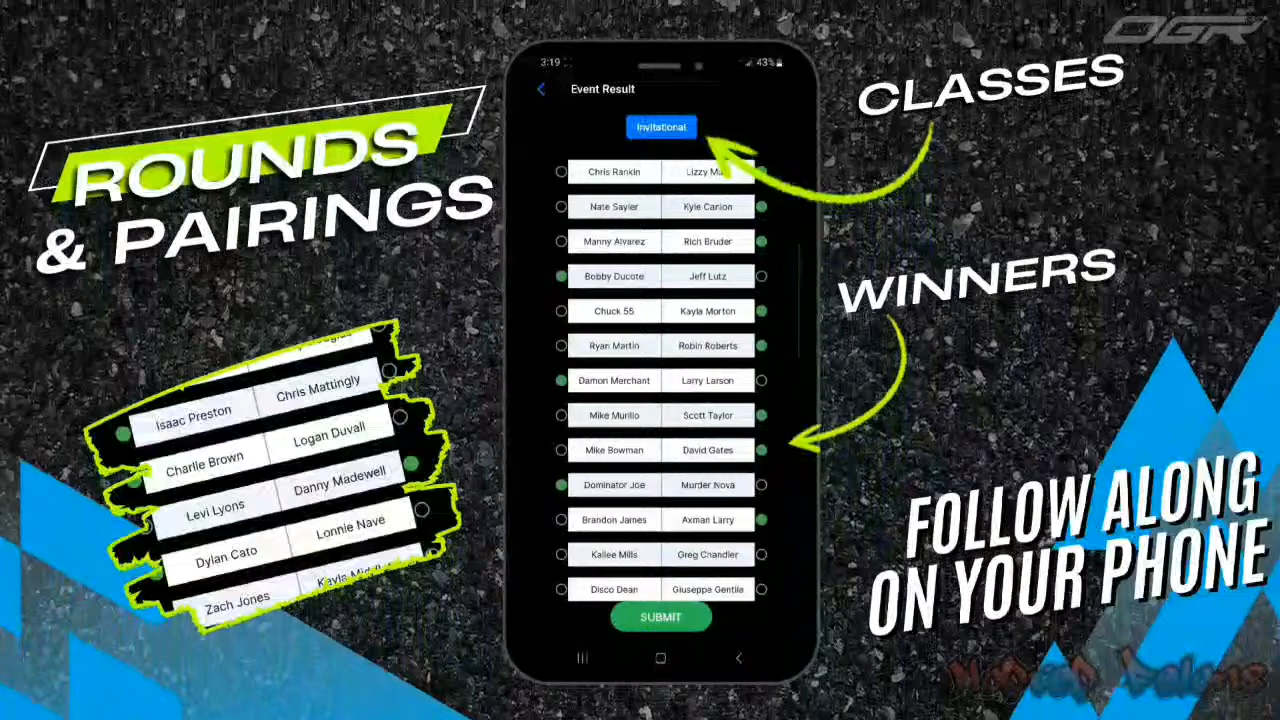 OGR
ROUNDS
& PAIRINGS
3:19
43%
Event Result
Invitational
CLASSES
Chris Rankin Lizzy
Nate Sayler Kyle Canion
Manny Alvarez Rich Bruder
Bobby Ducote Jeff Lutz
Chuck 55 Kayla Morton
Ryan Martin Robin Roberts
Damon Merchant Larry Larson
Mike Murillo Scott Taylor
Mike Bowman David Gates
Dominator Joe Murder Nova
Brandon James Axman Larry
Kallee Mills Greg Chandler
Disco Dean Giuseppe Gentile
SUBMIT
WINNERS
Isaac Preston Chris Mattingly
Charlie Brown Logan Duvall
Levi Lyons Danny Madewell
Dylan Cato Lonnie Nave
Zach Jones Kayla
FOLLOW ALONG
ON YOUR PHONE